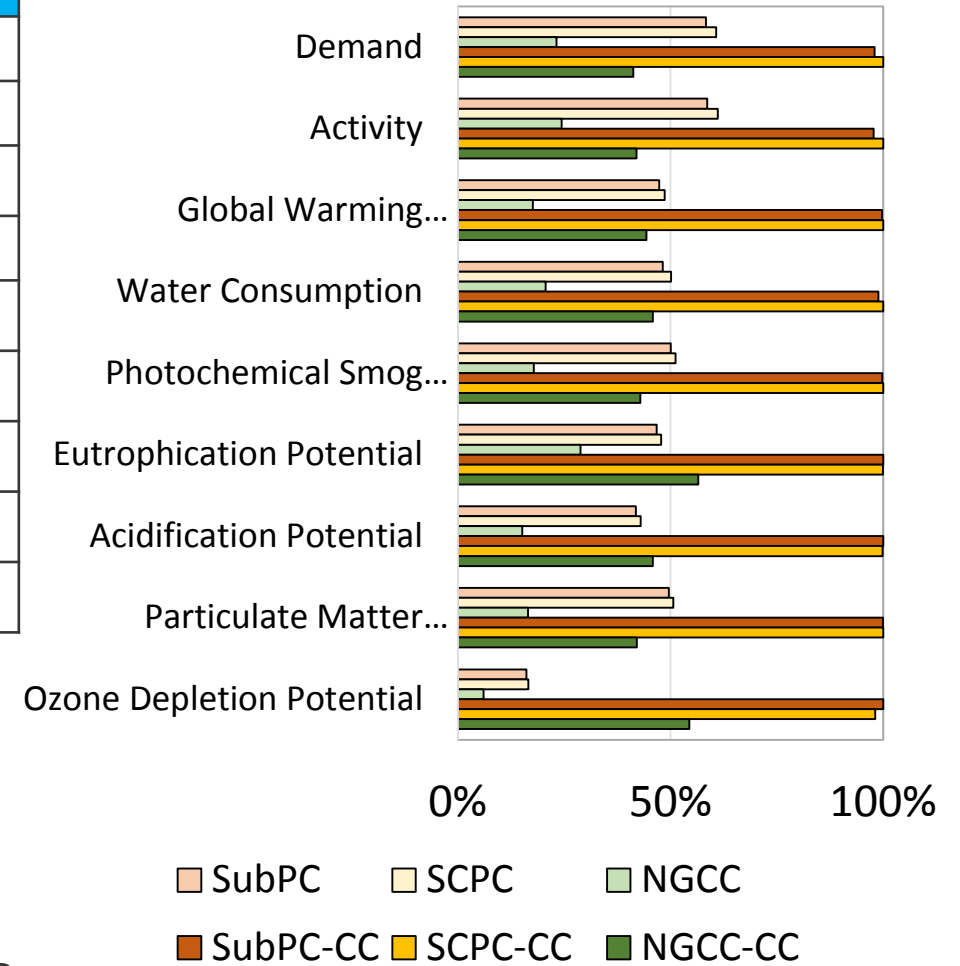 Demand
Activity
Global Warming...
Water Consumption
Photochemical Smog...
Eutrophication Potential
Acidification Potential
Particulate Matter...
Ozone Depletion Potential
0% 50% 100%
SubPC SCPC NGCC
SubPC-CC SCPC-CC NGCC-CC